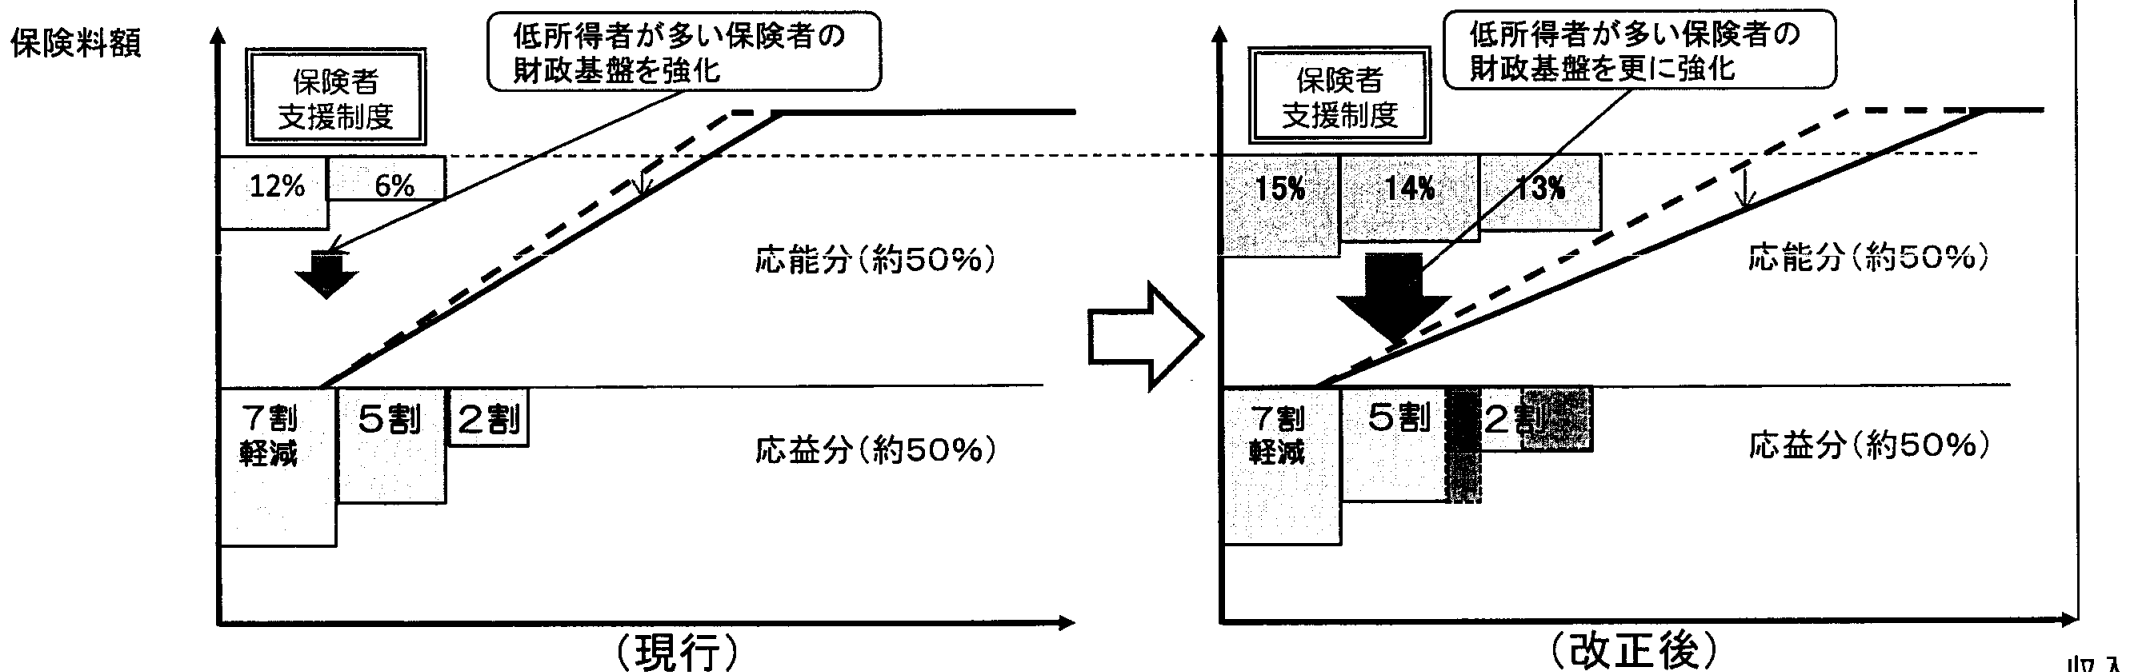 保険料額
保険者
支援制度
低所得者が多い保険者の
財政基盤を強化
12%
6%
応能分(約50%)
7割
軽減
5割
2割
応益分(約50%)
(現行)
保険者
支援制度
低所得者が多い保険者の
財政基盤を更に強化
15%
14%
13%
応能分(約50%)
7割
軽減
5割
2割
応益分(約50%)
(改正後)
収入